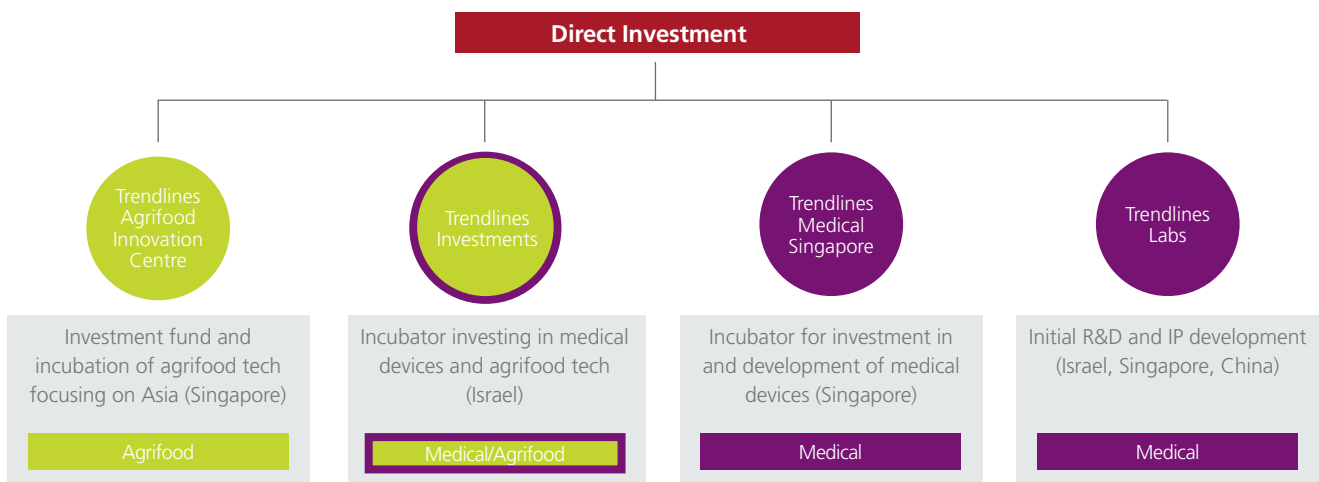 Direct Investment
Trendlines
Agrifood
Innovation
Centre
Trendlines
Investments
Trendlines
Medical
Singapore
Trendlines
Labs
Investment fund and
incubation of agrifood tech
focusing on Asia (Singapore)
Agrifood
Incubator investing in medical
devices and agrifood tech
(Israel)
Medical/Agrifood
Incubator for investment in
and development of medical
devices (Singapore)
Medical
Initial R&D and IP development
(Israel, Singapore, China)
Medical